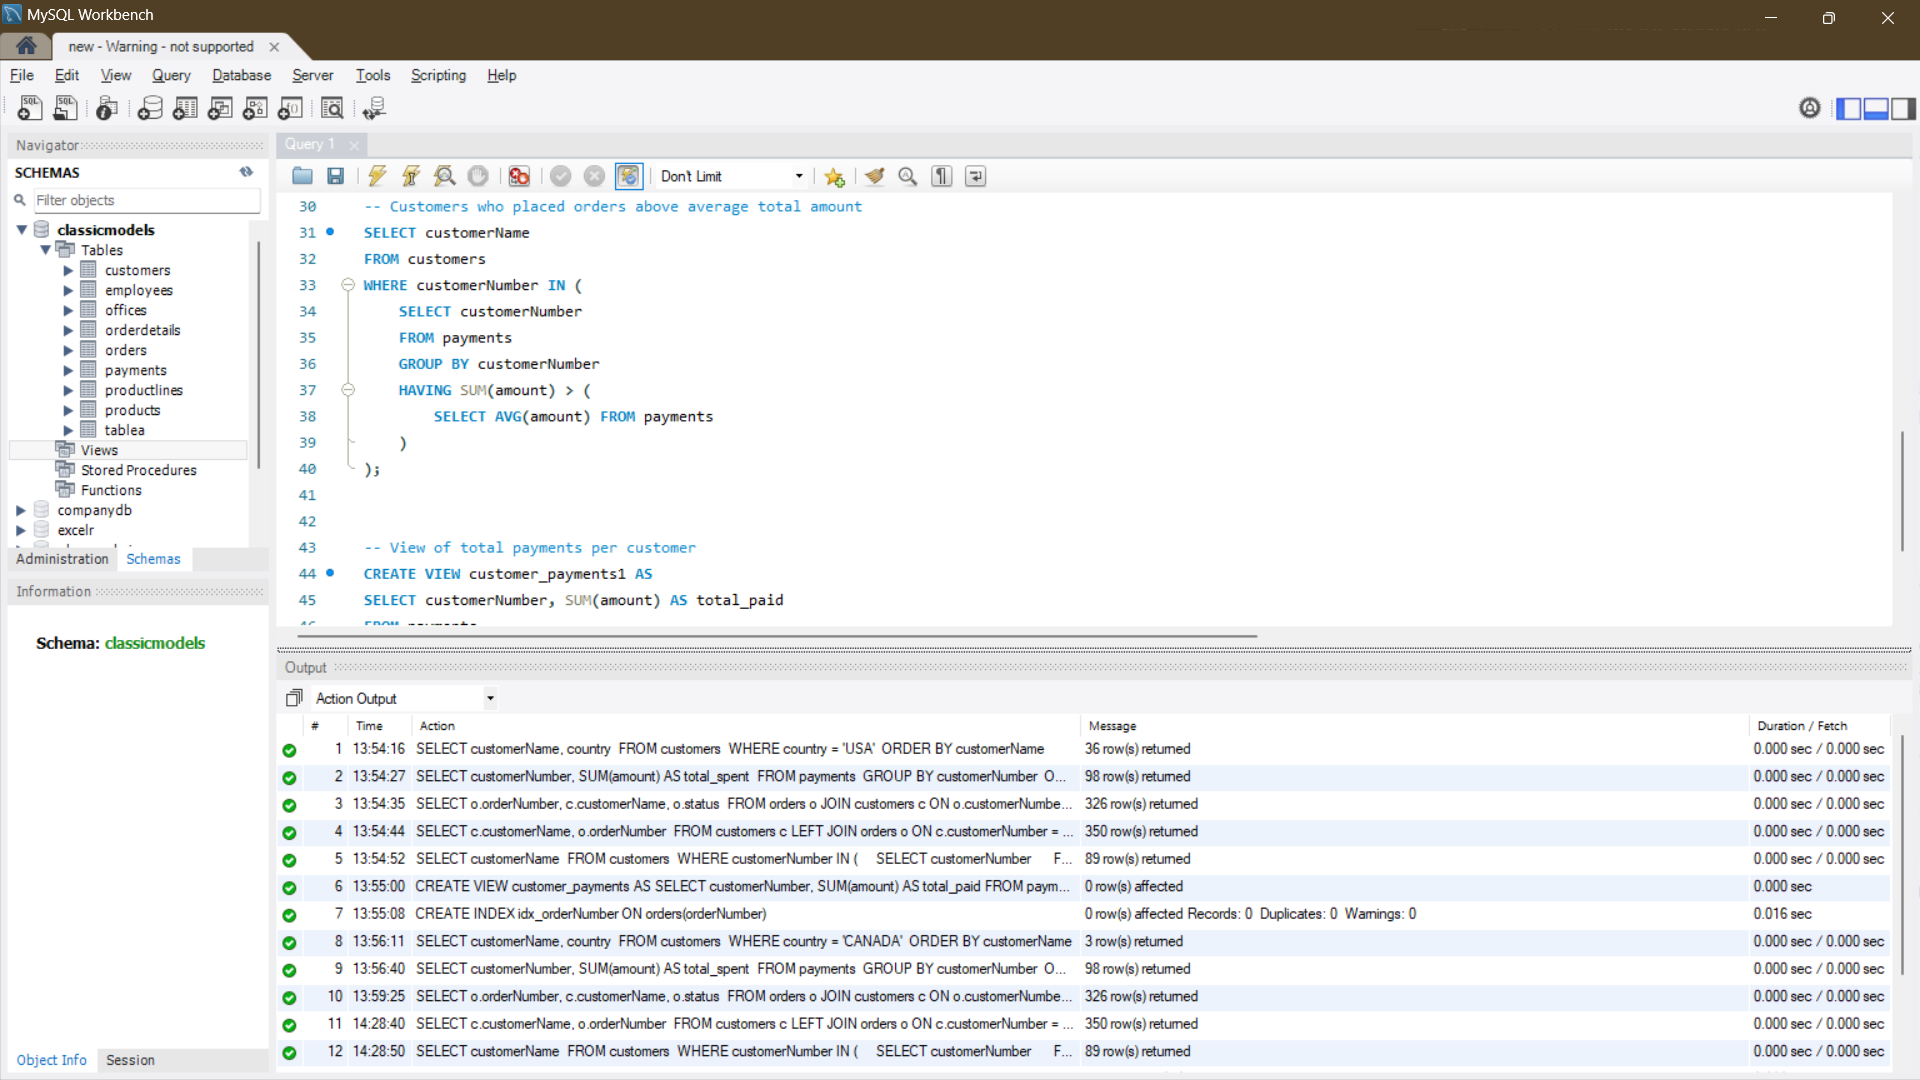 MySQL Workbench
new - Warning - not supported
File Edit View Query Database Server Tools Scripting Help
Navigator
SCHEMAS
Filter objects
classicmodels
Tables
customers
employees
offices
orderdetails
orders
payments
productlines
products
tablea
Views
Stored Procedures
Functions
companydb
excelr
Administration Schemas
Information
Schema: classicmodels
Object Info Session
Query 1
Don't Limit
30 -- Customers who placed orders above average total amount
31 SELECT customerName
32 FROM customers
33 WHERE customerNumber IN (
34 SELECT customerNumber
35 FROM payments
36 GROUP BY customerNumber
37 HAVING SUM(amount) > (
38 SELECT AVG(amount) FROM payments
39 )
40 );
41
42
43 -- View of total payments per customer
44 CREATE VIEW customer_payments1 AS
45 SELECT customerNumber, SUM(amount) AS total_paid
46 FROM payments
Output
Action Output
# Time Action Message Duration / Fetch
1 13:54:16 SELECT customerName, country FROM customers WHERE country = 'USA' ORDER BY customerName 36 row(s) returned 0.000 sec / 0.000 sec
2 13:54:27 SELECT customerNumber, SUM(amount) AS total_spent FROM payments GROUP BY customerNumber O... 98 row(s) returned 0.000 sec / 0.000 sec
3 13:54:35 SELECT o.orderNumber, c.customerName, o.status FROM orders o JOIN customers c ON o.customerNumbe... 326 row(s) returned 0.000 sec / 0.000 sec
4 13:54:44 SELECT c.customerName, o.orderNumber FROM customers c LEFT JOIN orders o ON c.customerNumber = ... 350 row(s) returned 0.000 sec / 0.000 sec
5 13:54:52 SELECT customerName FROM customers WHERE customerNumber IN ( SELECT customerNumber F... 89 row(s) returned 0.000 sec / 0.000 sec
6 13:55:00 CREATE VIEW customer_payments AS SELECT customerNumber, SUM(amount) AS total_paid FROM paym... 0 row(s) affected 0.000 sec
7 13:55:08 CREATE INDEX idx_orderNumber ON orders(orderNumber) 0 row(s) affected Records: 0 Duplicates: 0 Warnings: 0 0.016 sec
8 13:56:11 SELECT customerName, country FROM customers WHERE country = 'CANADA' ORDER BY customerName 3 row(s) returned 0.000 sec / 0.000 sec
9 13:56:40 SELECT customerNumber, SUM(amount) AS total_spent FROM payments GROUP BY customerNumber O... 98 row(s) returned 0.000 sec / 0.000 sec
10 13:59:25 SELECT o.orderNumber, c.customerName, o.status FROM orders o JOIN customers c ON o.customerNumbe... 326 row(s) returned 0.000 sec / 0.000 sec
11 14:28:40 SELECT c.customerName, o.orderNumber FROM customers c LEFT JOIN orders o ON c.customerNumber = ... 350 row(s) returned 0.000 sec / 0.000 sec
12 14:28:50 SELECT customerName FROM customers WHERE customerNumber IN ( SELECT customerNumber F... 89 row(s) returned 0.000 sec / 0.000 sec